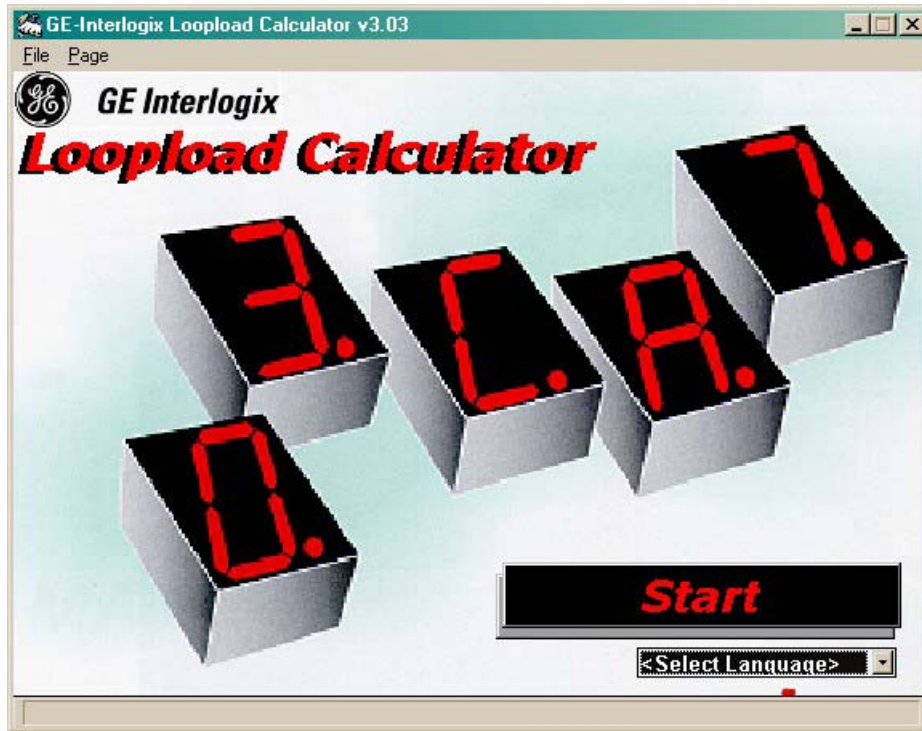 GE-Interlogix Loopload Calculator v3.03
File Page
GE Interlogix
Loopload Calculator
7.
3.
C.
A.
0.
Start
<Select Language>